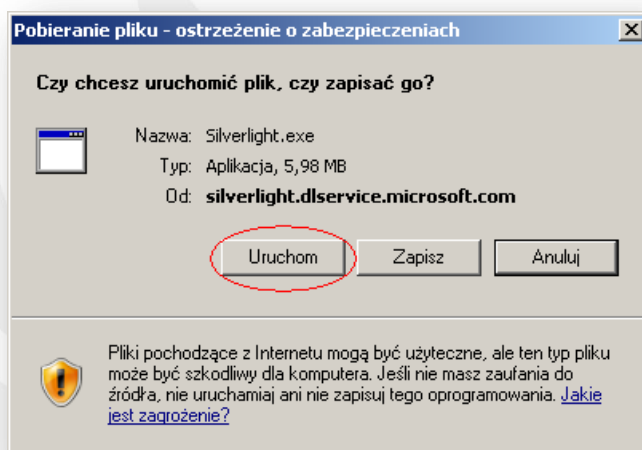 Pobieranie pliku - ostrzeżenie o zabezpieczeniach
Czy chcesz uruchomić plik, czy zapisać go?
Nazwa: Silverlight.exe
Typ: Aplikacja, 5,98 MB
Od: silverlight.dlservice.microsoft.com
Uruchom Zapisz Anuluj
Pliki pochodzące z Internetu mogą być użyteczne, ale ten typ pliku
może być szkodliwy dla komputera. Jeśli nie masz zaufania do
źródła, nie uruchamiaj ani nie zapisuj tego oprogramowania. Jakie
jest zagrożenie?